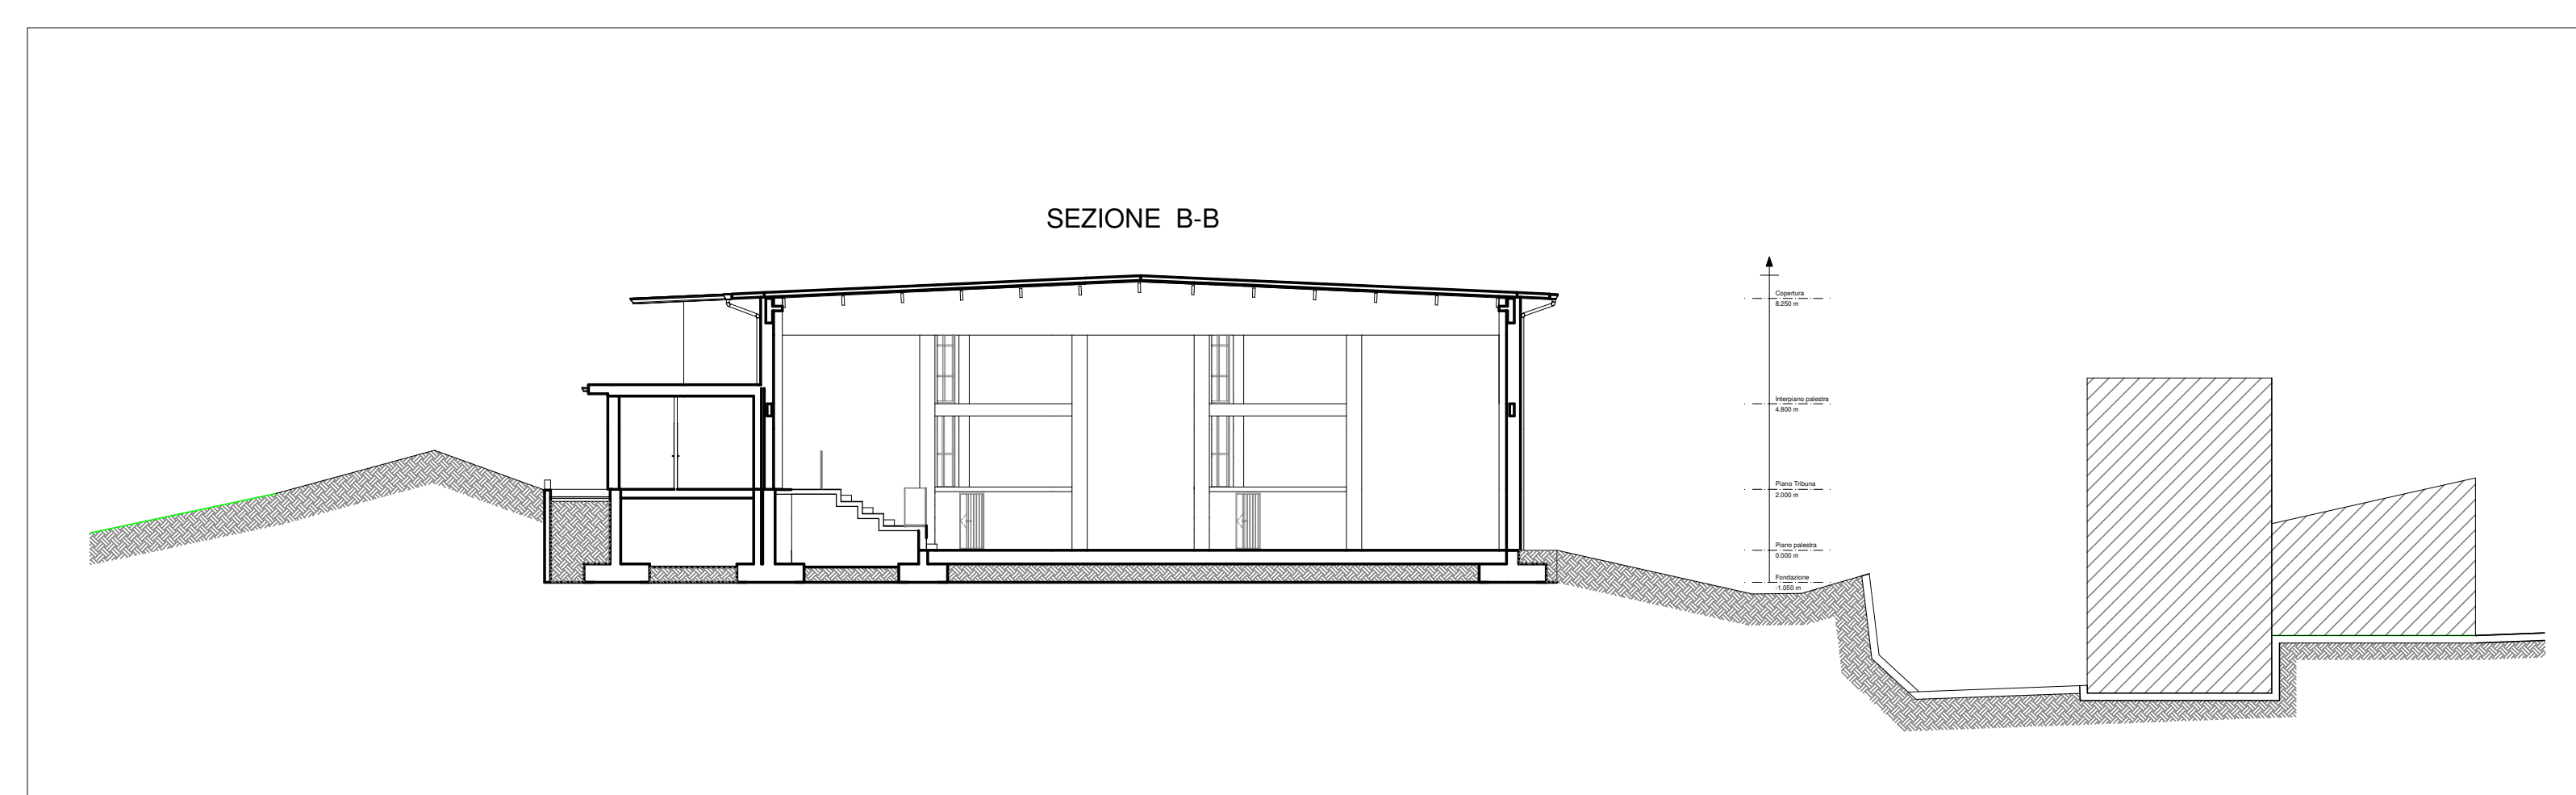 SEZIONE B-B
Copertura
8.250 m
Interpiano palestra
4.800 m
Piano Tribuna
2.000 m
Piano palestra
0.000 m
Fondazione
-1.050 m